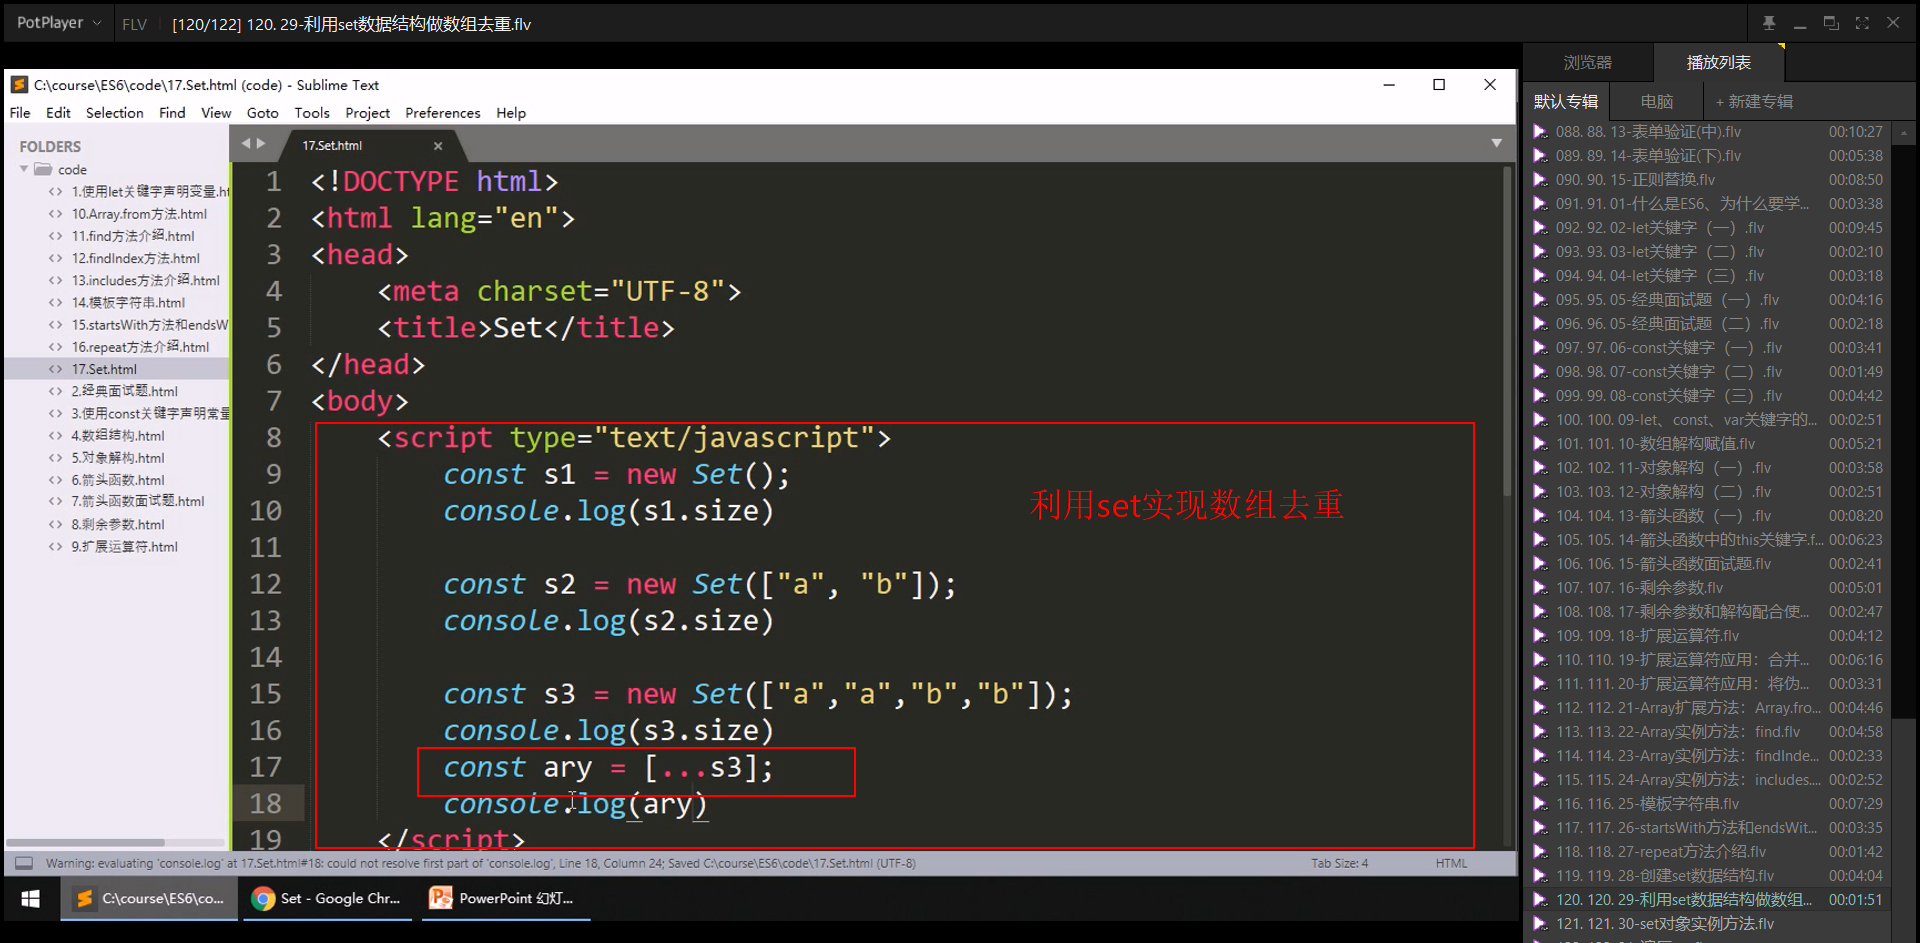 PotPlayer
FLV
[120/122] 120. 29-利用set数据结构做数组去重.flv
C:\course\ES6\code\17.Set.html (code) - Sublime Text
File Edit Selection Find View Goto Tools Project Preferences Help
FOLDERS
code
1.使用let关键字声明变量.ht
10.Array.from方法.html
11.find方法介绍.html
12.findIndex方法.html
13.includes方法介绍.html
14.模板字符串.html
15.startsWith方法和endsW
16.repeat方法介绍.html
17.Set.html
2.经典面试题.html
3.使用const关键字声明常量
4.数组结构.html
5.对象解构.html
6.箭头函数.html
7.箭头函数面试题.html
8.剩余参数.html
9.扩展运算符.html
17.Set.html
1 <!DOCTYPE html>
2 <html lang="en">
3 <head>
4 <meta charset="UTF-8">
5 <title>Set</title>
6 </head>
7 <body>
8 <script type="text/javascript">
9 const s1 = new Set();
10 console.log(s1.size)
11
12 const s2 = new Set(["a", "b"]);
13 console.log(s2.size)
14
15 const s3 = new Set(["a","a","b","b"]);
16 console.log(s3.size)
17 const ary = [...s3];
18 console.log(ary)
19 </script>
利用set实现数组去重
Warning: evaluating 'console.log' at 17.Set.html#18: could not resolve first part of 'console.log', Line 18, Column 24; Saved C:\course\ES6\code\17.Set.html (UTF-8)
Tab Size: 4
HTML
C:\course\ES6\co...
Set - Google Chr...
PowerPoint 幻灯...
浏览器
播放列表
默认专辑
电脑
+ 新建专辑
088. 88. 13-表单验证(中).flv 00:10:27
089. 89. 14-表单验证(下).flv 00:05:38
090. 90. 15-正则替换.flv 00:08:50
091. 91. 01-什么是ES6、为什么要学... 00:03:38
092. 92. 02-let关键字（一）.flv 00:09:45
093. 93. 03-let关键字（二）.flv 00:02:10
094. 94. 04-let关键字（三）.flv 00:03:18
095. 95. 05-经典面试题（一）.flv 00:04:16
096. 96. 05-经典面试题（二）.flv 00:02:18
097. 97. 06-const关键字（一）.flv 00:03:41
098. 98. 07-const关键字（二）.flv 00:01:49
099. 99. 08-const关键字（三）.flv 00:04:42
100. 100. 09-let、const、var关键字的... 00:02:51
101. 101. 10-数组解构赋值.flv 00:05:21
102. 102. 11-对象解构（一）.flv 00:03:58
103. 103. 12-对象解构（二）.flv 00:02:51
104. 104. 13-箭头函数（一）.flv 00:08:20
105. 105. 14-箭头函数中的this关键字.f... 00:06:23
106. 106. 15-箭头函数面试题.flv 00:02:41
107. 107. 16-剩余参数.flv 00:05:01
108. 108. 17-剩余参数和解构配合使... 00:02:47
109. 109. 18-扩展运算符.flv 00:04:12
110. 110. 19-扩展运算符应用：合并... 00:06:16
111. 111. 20-扩展运算符应用：将伪... 00:03:31
112. 112. 21-Array扩展方法：Array.fro... 00:04:46
113. 113. 22-Array实例方法：find.flv 00:04:58
114. 114. 23-Array实例方法：findInde... 00:02:33
115. 115. 24-Array实例方法：includes.... 00:02:52
116. 116. 25-模板字符串.flv 00:07:29
117. 117. 26-startsWith方法和endsWit... 00:03:35
118. 118. 27-repeat方法介绍.flv 00:01:42
119. 119. 28-创建set数据结构.flv 00:04:04
120. 120. 29-利用set数据结构做数组... 00:01:51
121. 121. 30-set对象实例方法.flv